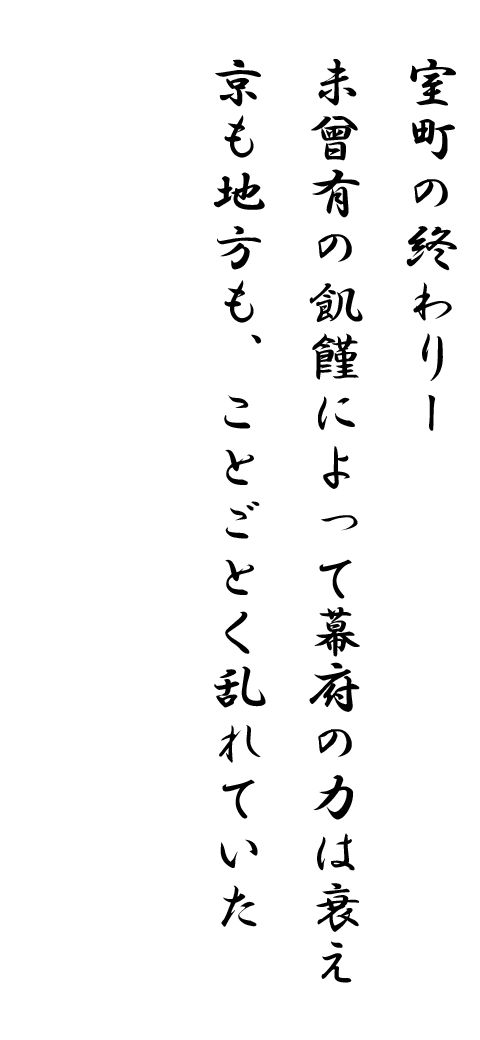 室町の終わりー
未曾有の飢饉によって幕府の力は衰え
京も地方も、ことごとく乱れていた